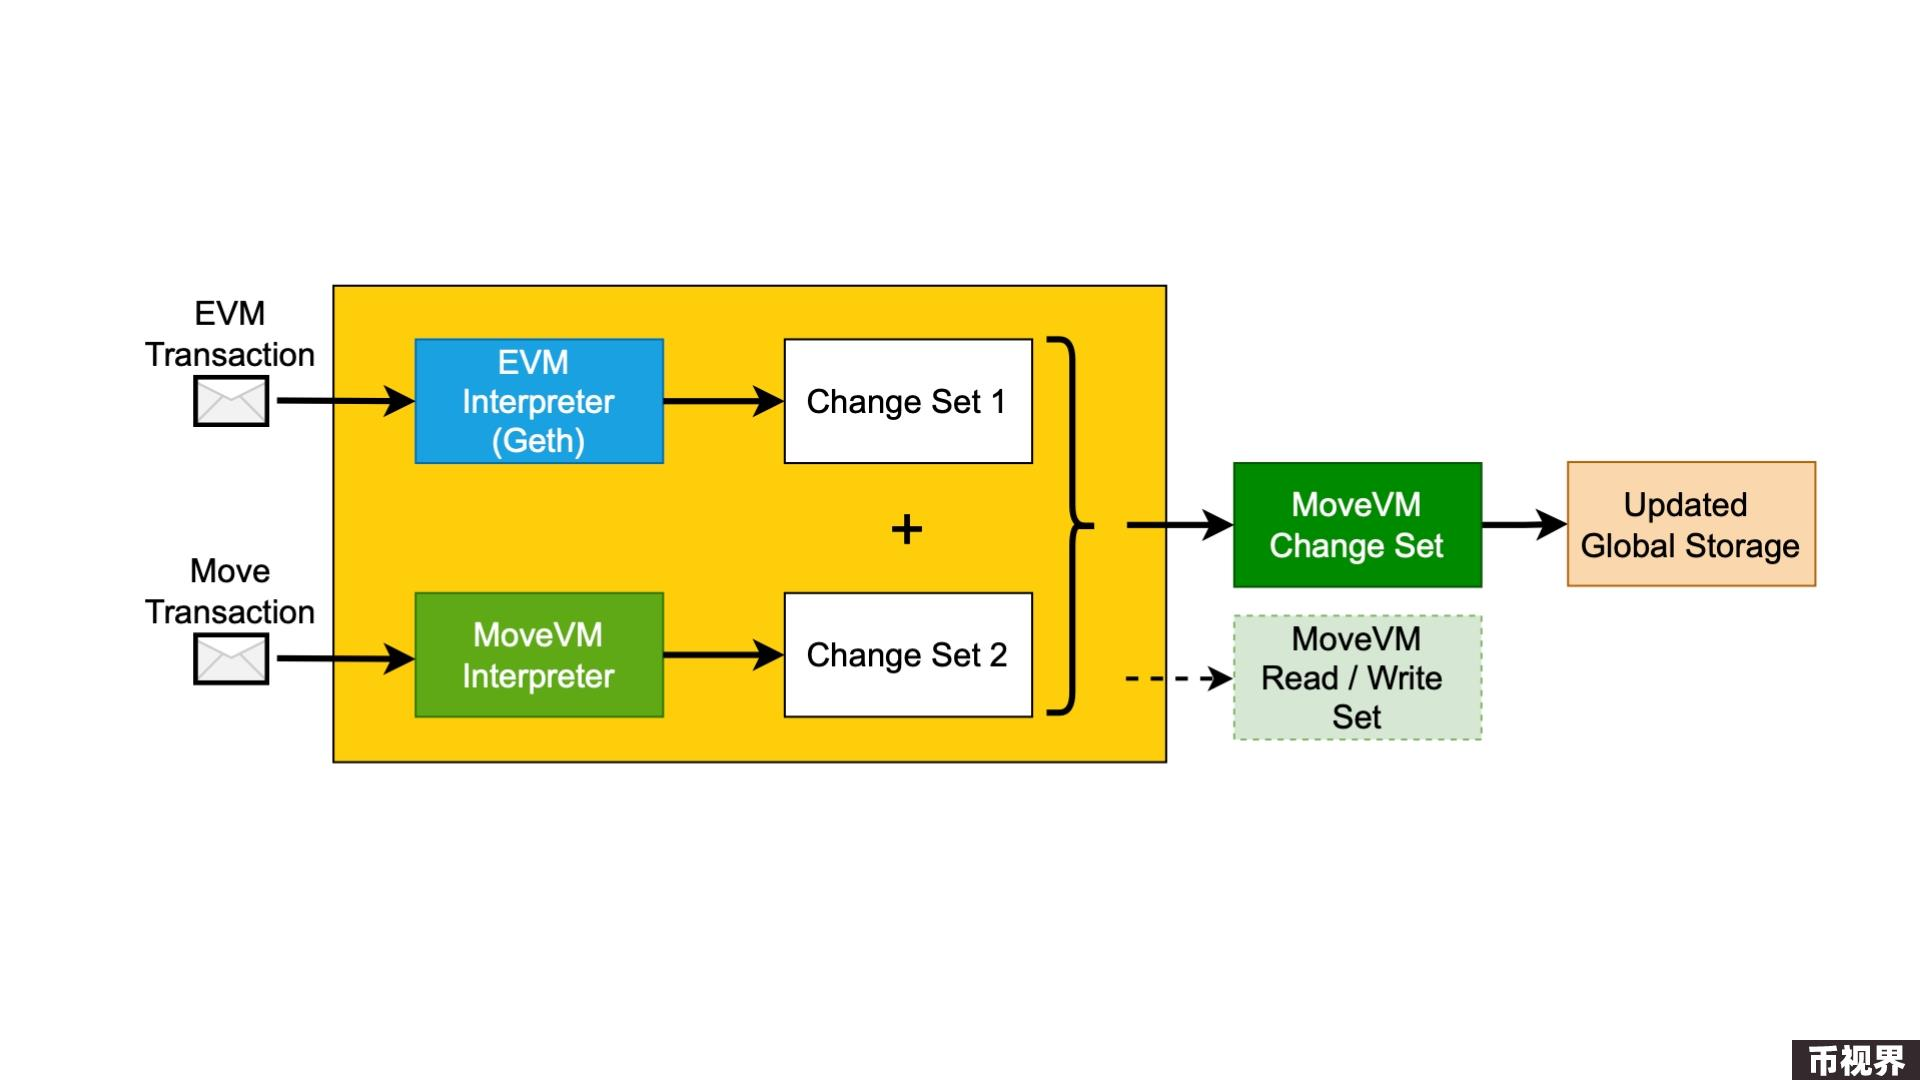 EVM
Transaction
EVM
Interpreter
(Geth)
Change Set 1
+
Move
Transaction
MoveVM
Interpreter
Change Set 2
MoveVM
Change Set
Updated
Global Storage
MoveVM
Read / Write
Set
币视界